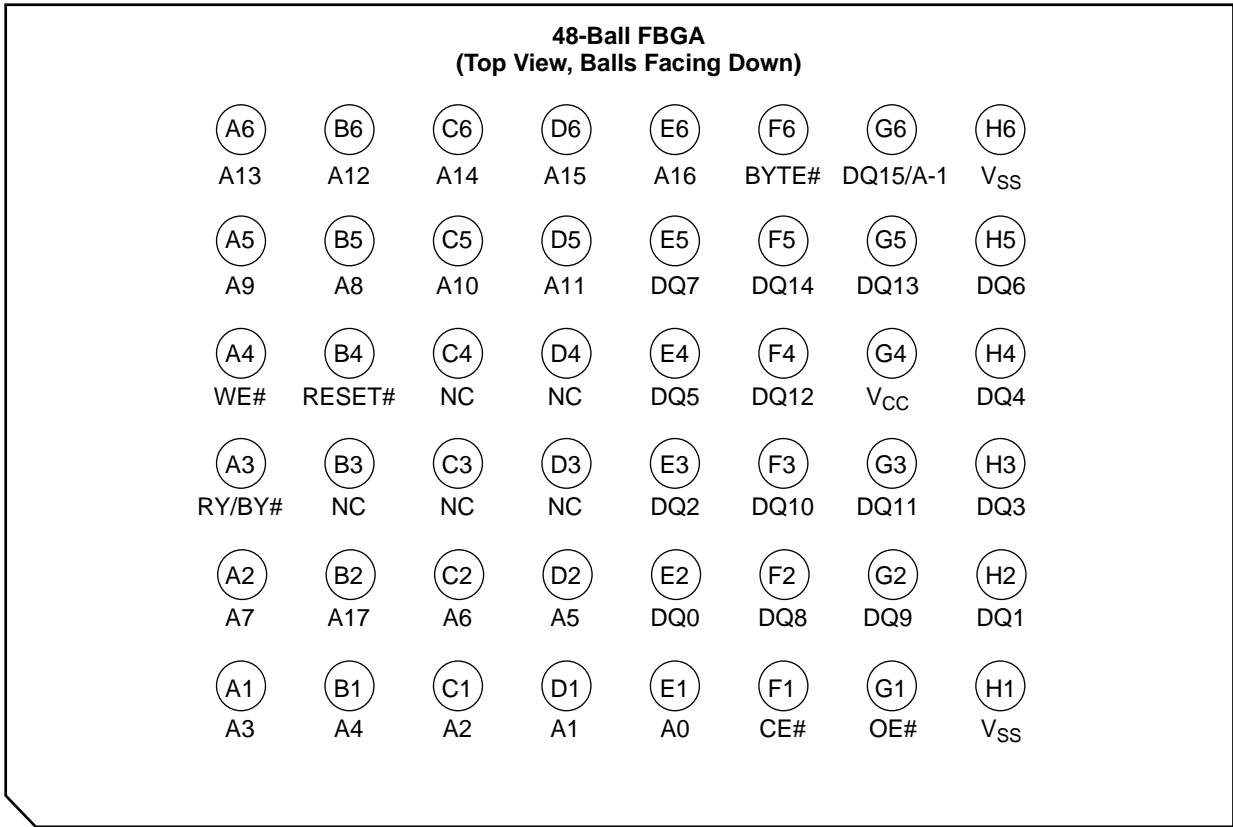 48-Ball FBGA
(Top View, Balls Facing Down)
A6 B6 C6 D6 E6 F6 G6 H6
A13 A12 A14 A15 A16 BYTE# DQ15/A-1 VSS
A5 B5 C5 D5 E5 F5 G5 H5
A9 A8 A10 A11 DQ7 DQ14 DQ13 DQ6
A4 B4 C4 D4 E4 F4 G4 H4
WE# RESET# NC NC DQ5 DQ12 VCC DQ4
A3 B3 C3 D3 E3 F3 G3 H3
RY/BY# NC NC NC DQ2 DQ10 DQ11 DQ3
A2 B2 C2 D2 E2 F2 G2 H2
A7 A17 A6 A5 DQ0 DQ8 DQ9 DQ1
A1 B1 C1 D1 E1 F1 G1 H1
A3 A4 A2 A1 A0 CE# OE# VSS